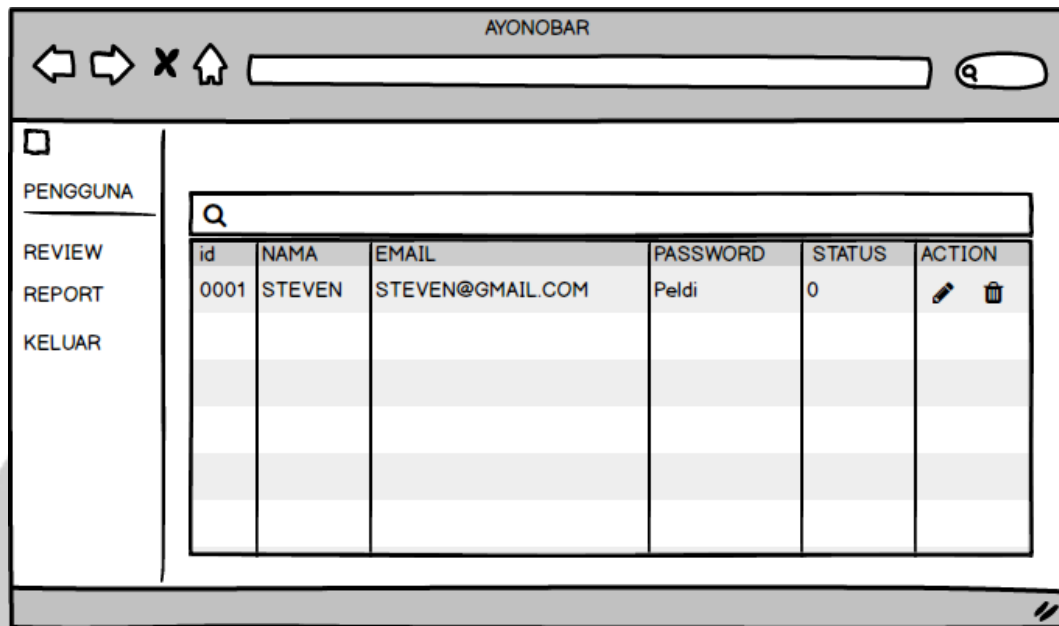 AYONOBAR
PENGGUNA
REVIEW
REPORT
KELUAR
id NAMA EMAIL PASSWORD STATUS ACTION
0001 STEVEN STEVEN@GMAIL.COM Peldi 0